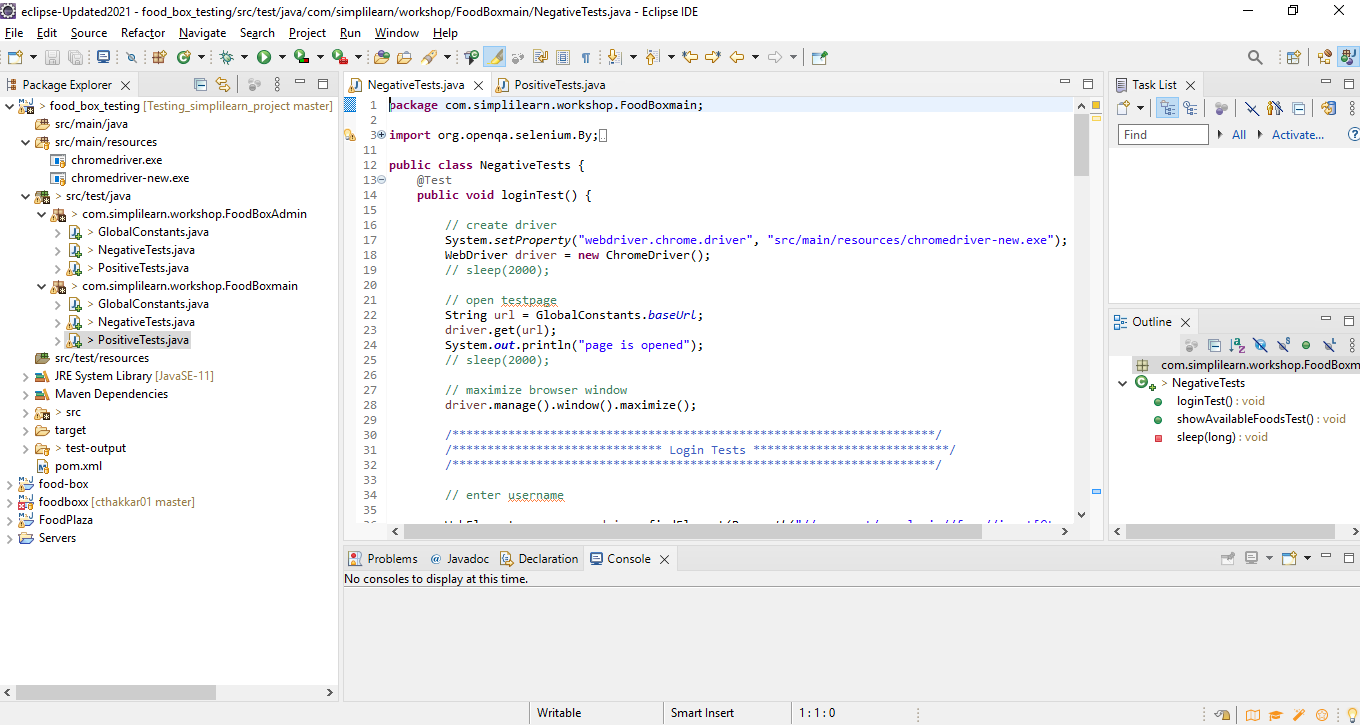 eclipse-Updated2021 - food_box_testing/src/test/java/com/simplilearn/workshop/FoodBoxmain/NegativeTests.java - Eclipse IDE
File Edit Source Refactor Navigate Search Project Run Window Help
Package Explorer
> food_box_testing [Testing_simplilearn_project master]
src/main/java
src/main/resources
chromedriver.exe
chromedriver-new.exe
> src/test/java
> com.simplilearn.workshop.FoodBoxAdmin
> GlobalConstants.java
> NegativeTests.java
> PositiveTests.java
> com.simplilearn.workshop.FoodBoxmain
> GlobalConstants.java
> NegativeTests.java
> PositiveTests.java
src/test/resources
JRE System Library [JavaSE-11]
Maven Dependencies
> src
target
> test-output
pom.xml
food-box
foodboxx [cthakkar01 master]
FoodPlaza
Servers
NegativeTests.java PositiveTests.java
1 package com.simplilearn.workshop.FoodBoxmain;
2
3 import org.openqa.selenium.By;
11
12 public class NegativeTests {
13 @Test
14 public void loginTest() {
15
16 // create driver
17 System.setProperty("webdriver.chrome.driver", "src/main/resources/chromedriver-new.exe");
18 WebDriver driver = new ChromeDriver();
19 // sleep(2000);
20
21 // open testpage
22 String url = GlobalConstants.baseUrl;
23 driver.get(url);
24 System.out.println("page is opened");
25 // sleep(2000);
26
27 // maximize browser window
28 driver.manage().window().maximize();
29
30 /*********************************************************************/
31 /****************************** Login Tests ****************************/
32 /*********************************************************************/
33
34 // enter username
35
Task List
Find All Activate...
Outline
com.simplilearn.workshop.FoodBoxm
> NegativeTests
loginTest() : void
showAvailableFoodsTest() : void
sleep(long) : void
Problems @ Javadoc Declaration Console
No consoles to display at this time.
Writable Smart Insert 1 : 1 : 0